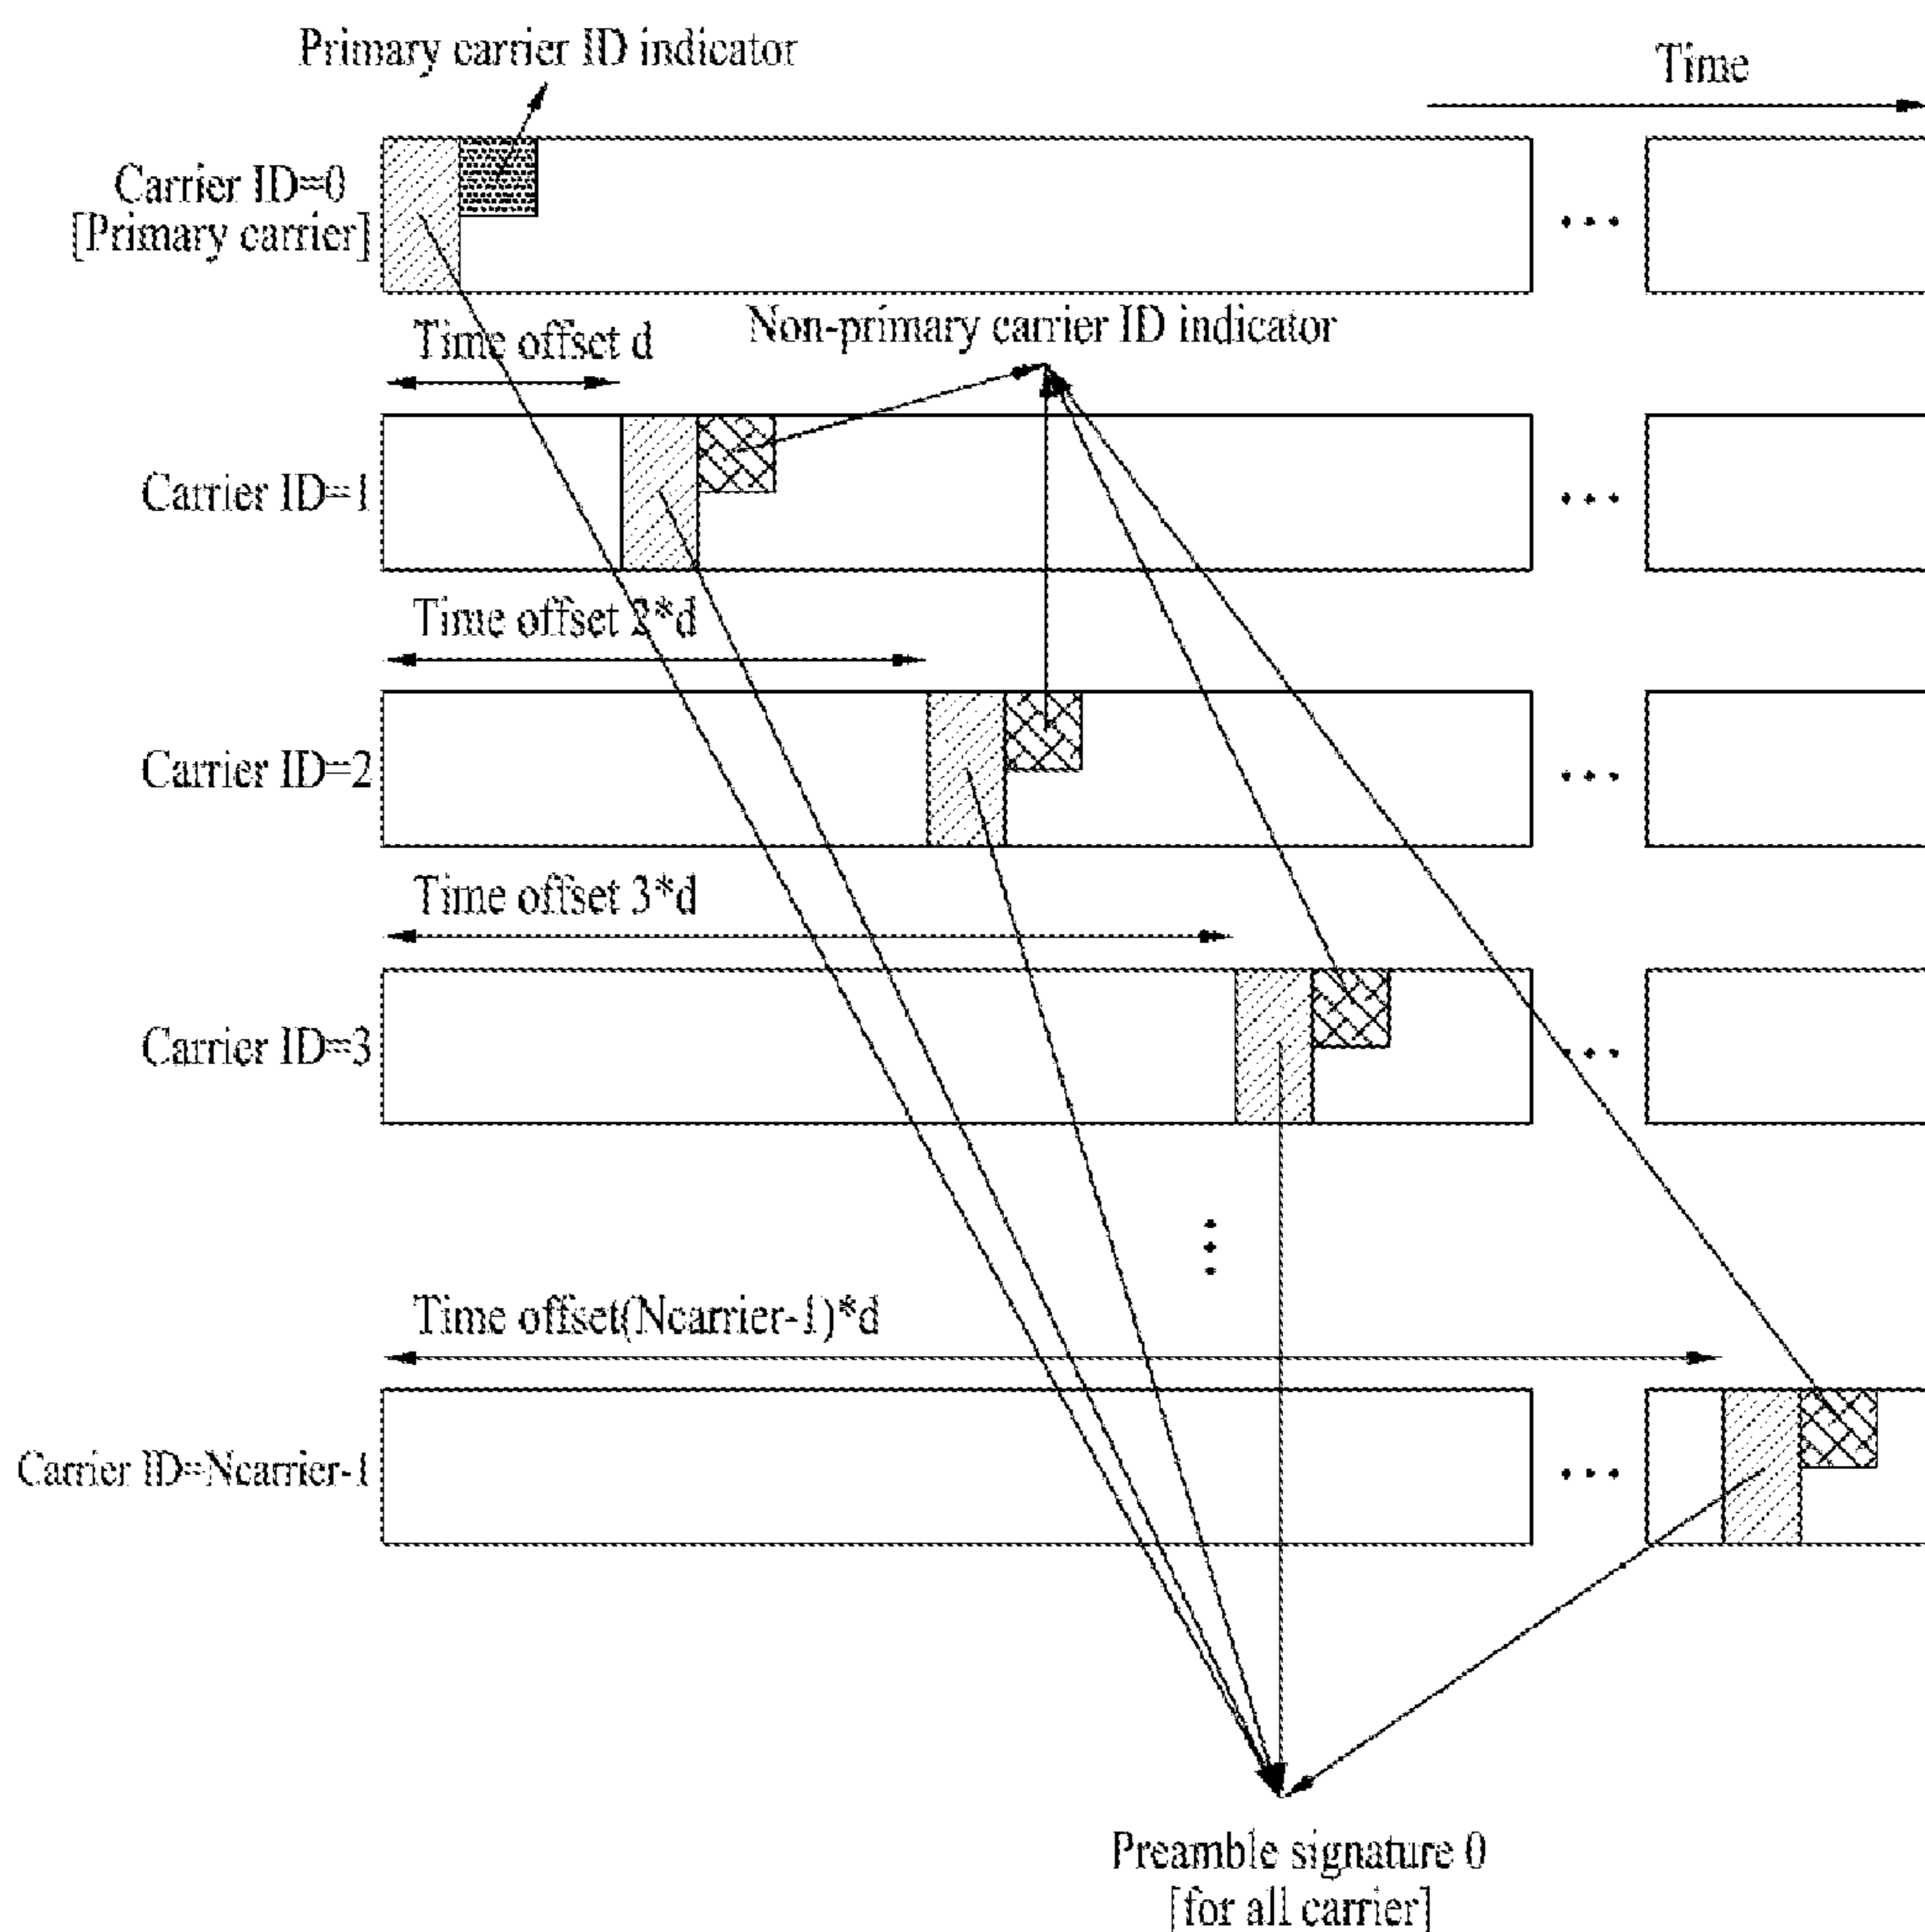 Primary carrier ID indicator
Time
Carrier ID=0
[Primary carrier]
Non-primary carrier ID indicator
Time offset d
Carrier ID=1
Time offset 2*d
Carrier ID=2
Time offset 3*d
Carrier ID=3
Time offset(Ncarrier-1)*d
Carrier ID=Ncarrier-1
Preamble signature 0
[for all carrier]